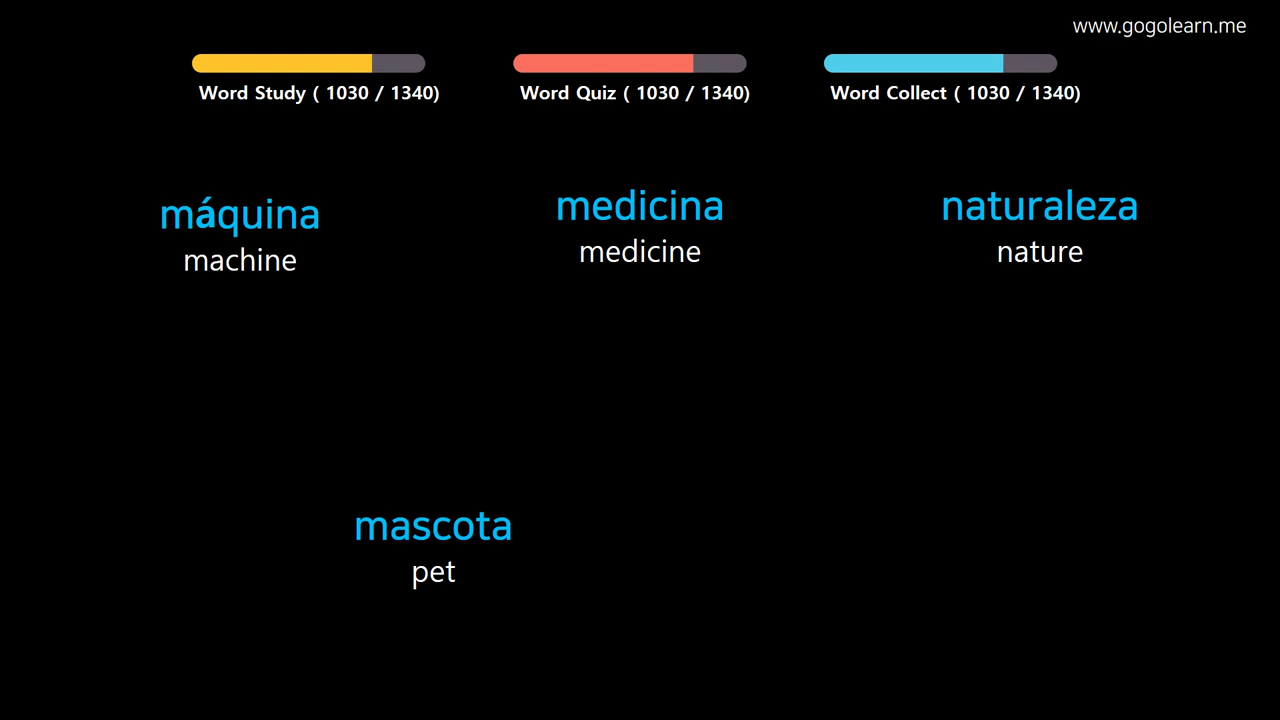 www.gogolearn.me
Word Study ( 1030 / 1340)
Word Quiz ( 1030 / 1340)
Word Collect ( 1030 / 1340)
máquina
machine
medicina
medicine
naturaleza
nature
mascota
pet